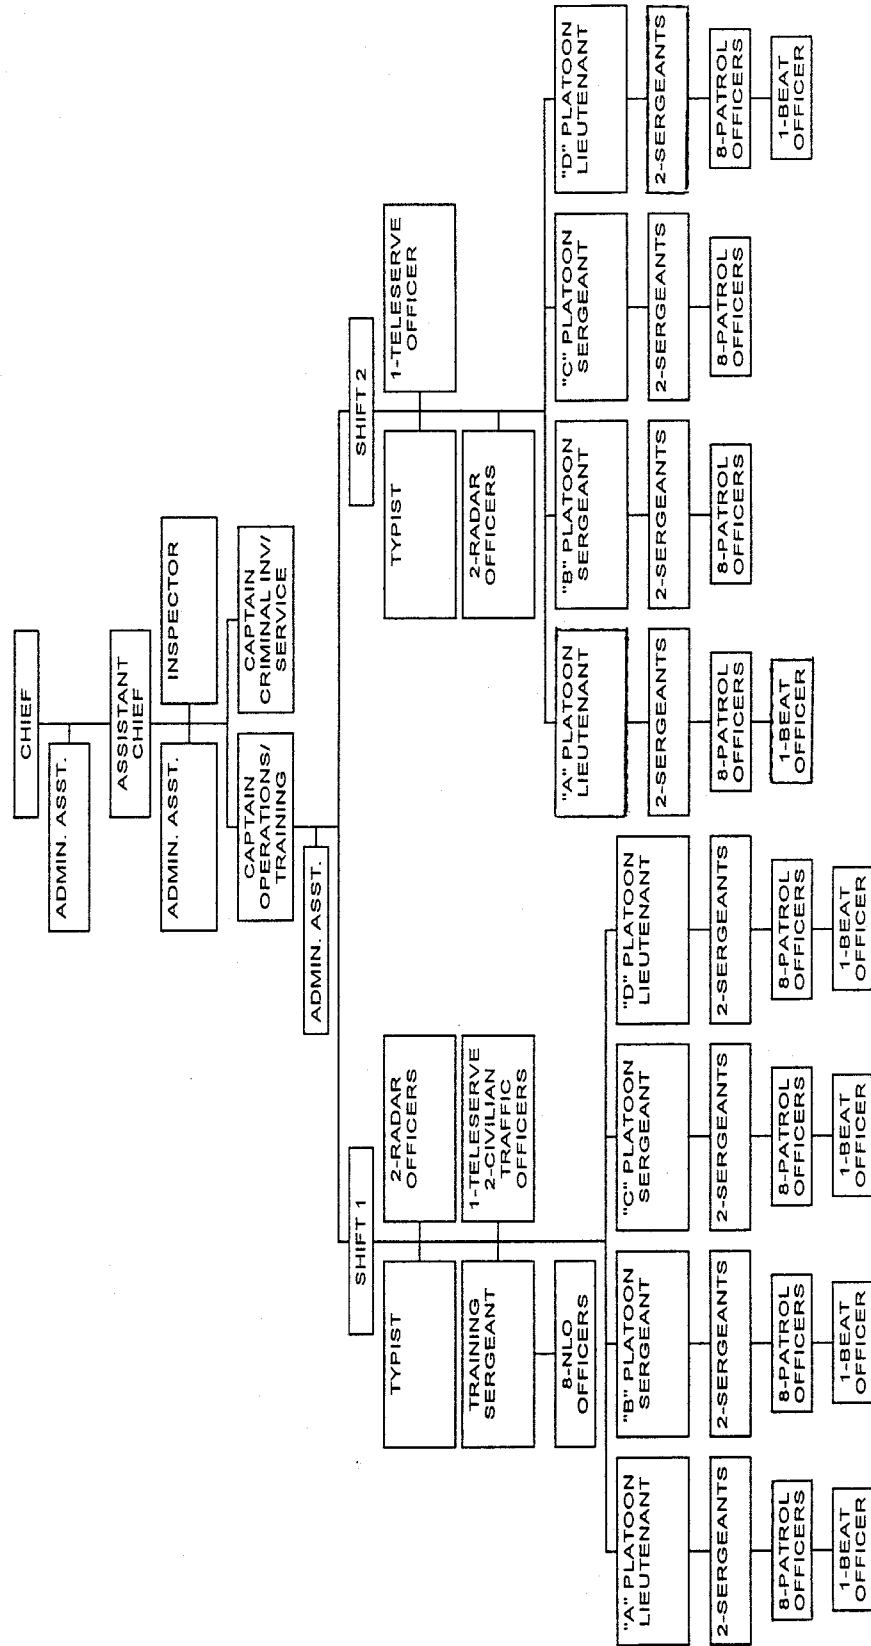 CHIEF
ADMIN. ASST.
ASSISTANT
CHIEF
ADMIN. ASST.
INSPECTOR
CAPTAIN
OPERATIONS/
TRAINING
CAPTAIN
CRIMINAL INV/
SERVICE
ADMIN. ASST.
SHIFT 1
TYPIST
2-RADAR
OFFICERS
TRAINING
SERGEANT
1-TELESERVE
2-CIVILIAN
TRAFFIC
OFFICERS
8-NLO
OFFICERS
"A" PLATOON
LIEUTENANT
2-SERGEANTS
8-PATROL
OFFICERS
1-BEAT
OFFICER
"B" PLATOON
SERGEANT
2-SERGEANTS
8-PATROL
OFFICERS
1-BEAT
OFFICER
"C" PLATOON
SERGEANT
2-SERGEANTS
8-PATROL
OFFICERS
1-BEAT
OFFICER
"D" PLATOON
LIEUTENANT
2-SERGEANTS
8-PATROL
OFFICERS
1-BEAT
OFFICER
SHIFT 2
TYPIST
1-TELESERVE
OFFICER
2-RADAR
OFFICERS
"A" PLATOON
LIEUTENANT
2-SERGEANTS
8-PATROL
OFFICERS
1-BEAT
OFFICER
"B" PLATOON
SERGEANT
2-SERGEANTS
8-PATROL
OFFICERS
"C" PLATOON
SERGEANT
2-SERGEANTS
8-PATROL
OFFICERS
"D" PLATOON
LIEUTENANT
2-SERGEANTS
8-PATROL
OFFICERS
1-BEAT
OFFICER